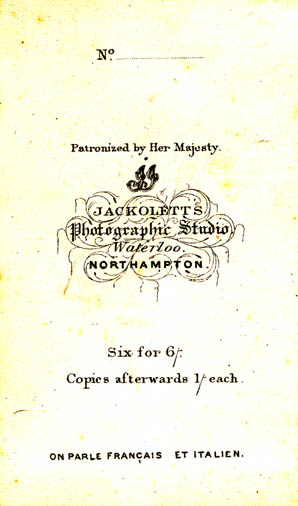 Nº
Patronized by Her Majesty.
JJ
JACKOLETT'S
Photographic Studio,
Waterloo.
NORTHAMPTON.
Six for 6/-
Copies afterwards 1/- each.
ON PARLE FRANÇAIS ET ITALIEN.